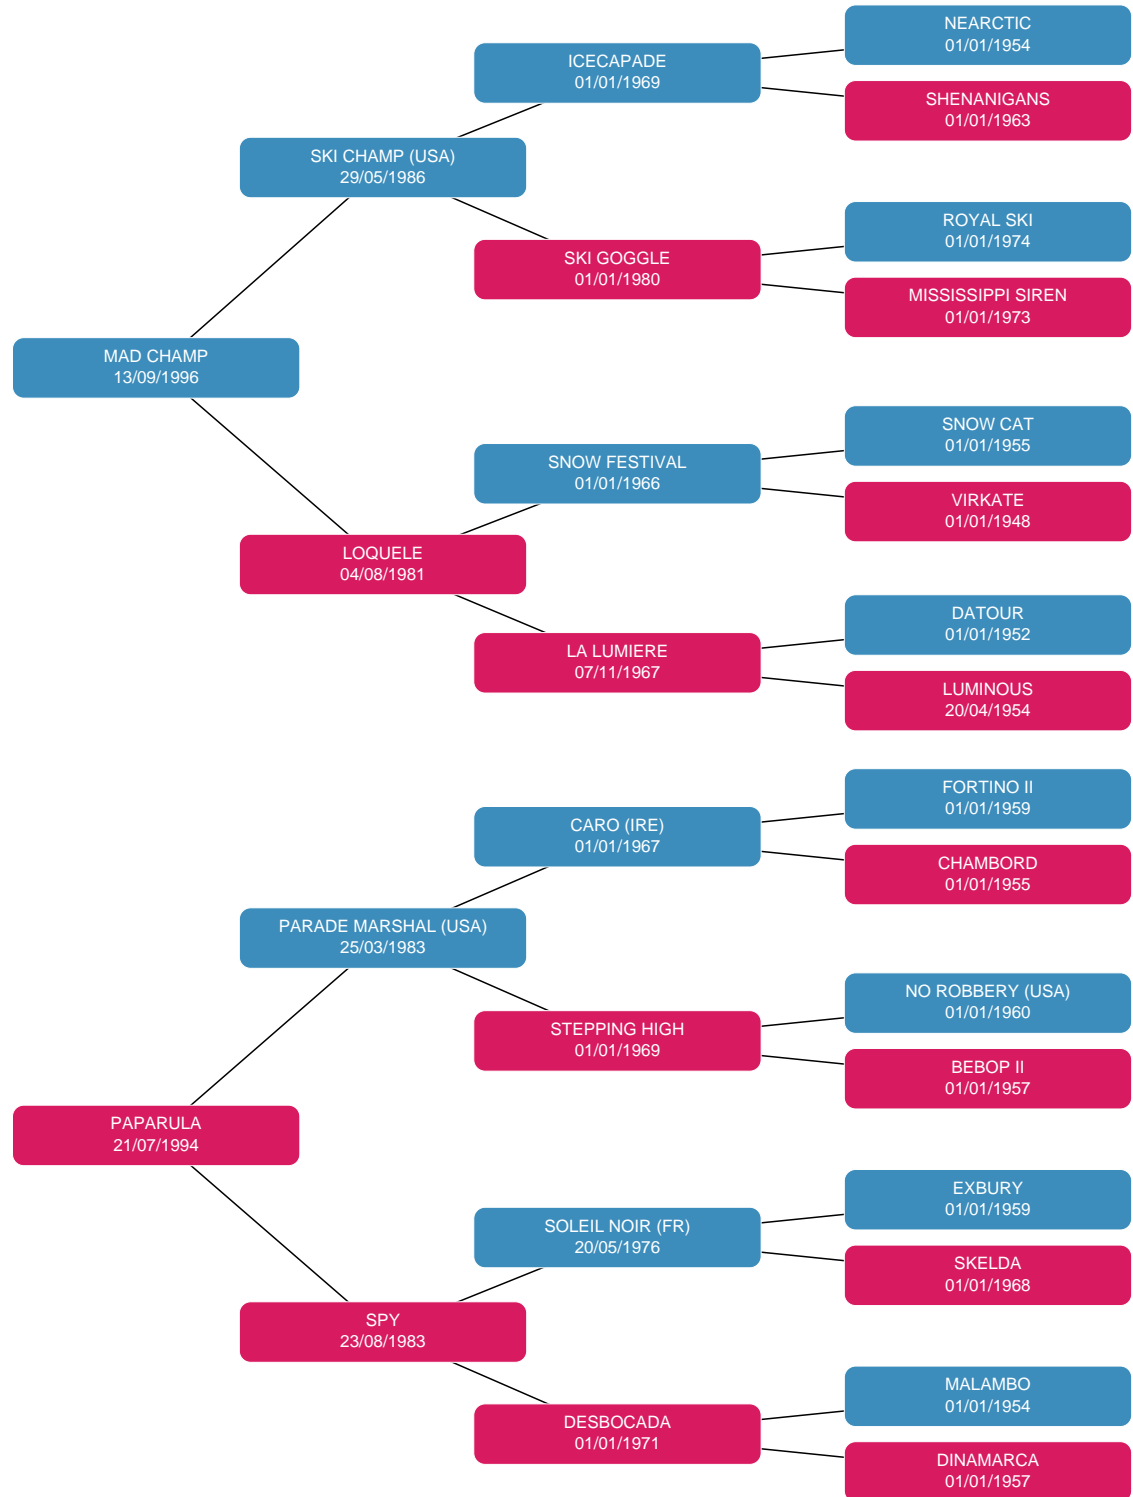 NEARCTIC
01/01/1954
ICECAPADE
01/01/1969
SHENANIGANS
01/01/1963
SKI CHAMP (USA)
29/05/1986
ROYAL SKI
01/01/1974
SKI GOGGLE
01/01/1980
MISSISSIPPI SIREN
01/01/1973
MAD CHAMP
13/09/1996
SNOW CAT
01/01/1955
SNOW FESTIVAL
01/01/1966
VIRKATE
01/01/1948
LOQUELE
04/08/1981
DATOUR
01/01/1952
LA LUMIERE
07/11/1967
LUMINOUS
20/04/1954
FORTINO II
01/01/1959
CARO (IRE)
01/01/1967
CHAMBORD
01/01/1955
PARADE MARSHAL (USA)
25/03/1983
NO ROBBERY (USA)
01/01/1960
STEPPING HIGH
01/01/1969
BEBOP II
01/01/1957
PAPARULA
21/07/1994
EXBURY
01/01/1959
SOLEIL NOIR (FR)
20/05/1976
SKELDA
01/01/1968
SPY
23/08/1983
MALAMBO
01/01/1954
DESBOCADA
01/01/1971
DINAMARCA
01/01/1957